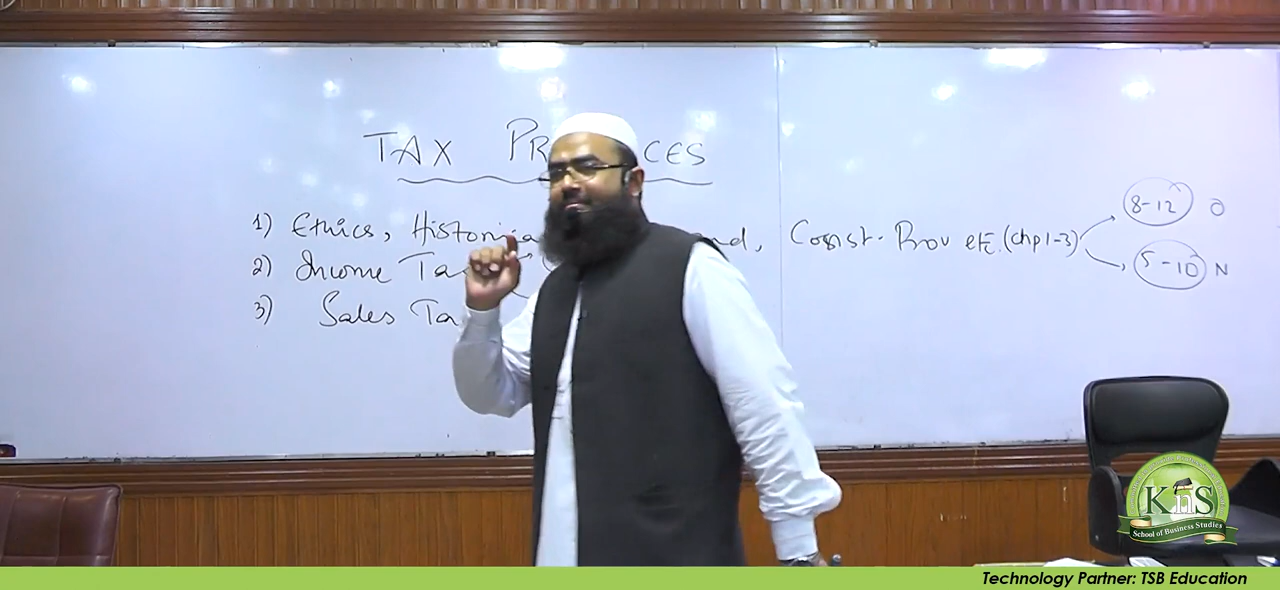 TAX PR CES
1) Ethics, Historica nd, Const. Prov etc. (chp 1-3) 8-12 O
2) Income Ta 5-10 N
3) Sales Ta
KnS
School of Business Studies
Technology Partner: TSB Education